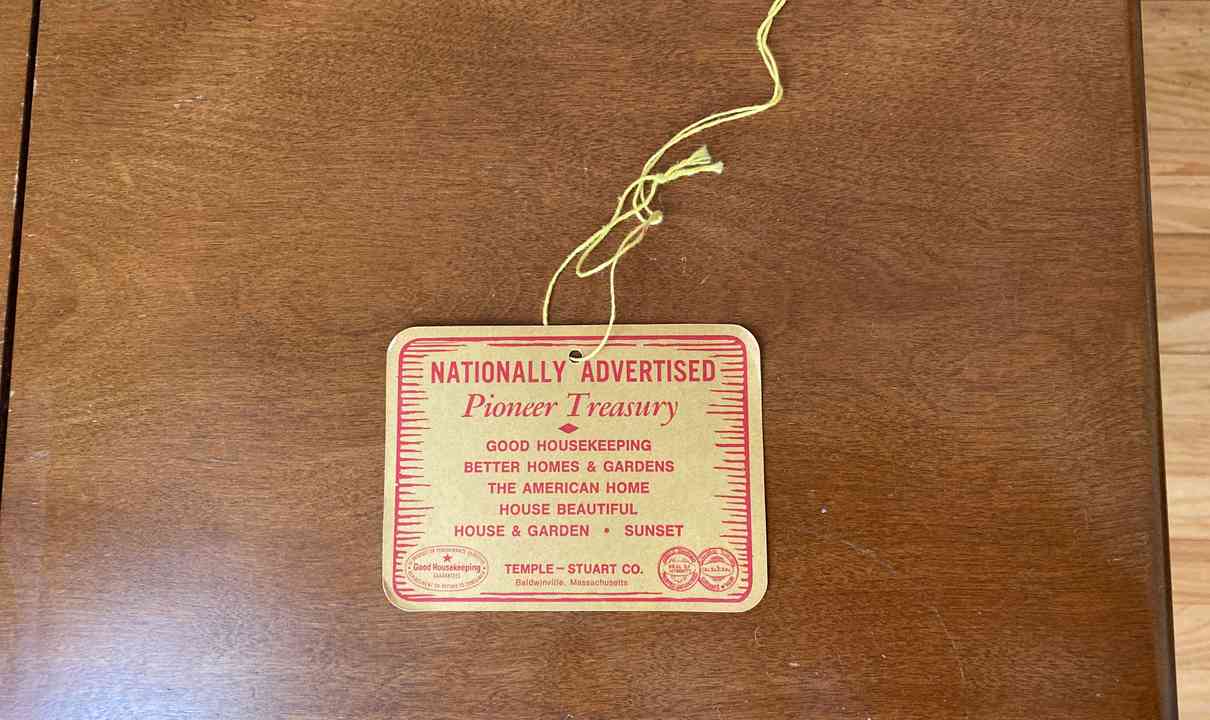 NATIONALLY ADVERTISED
Pioneer Treasury
GOOD HOUSEKEEPING
BETTER HOMES & GARDENS
THE AMERICAN HOME
HOUSE BEAUTIFUL
HOUSE & GARDEN • SUNSET
Good Housekeeping
GUARANTEES
TEMPLE-STUART CO.
Baldwinville, Massachusetts